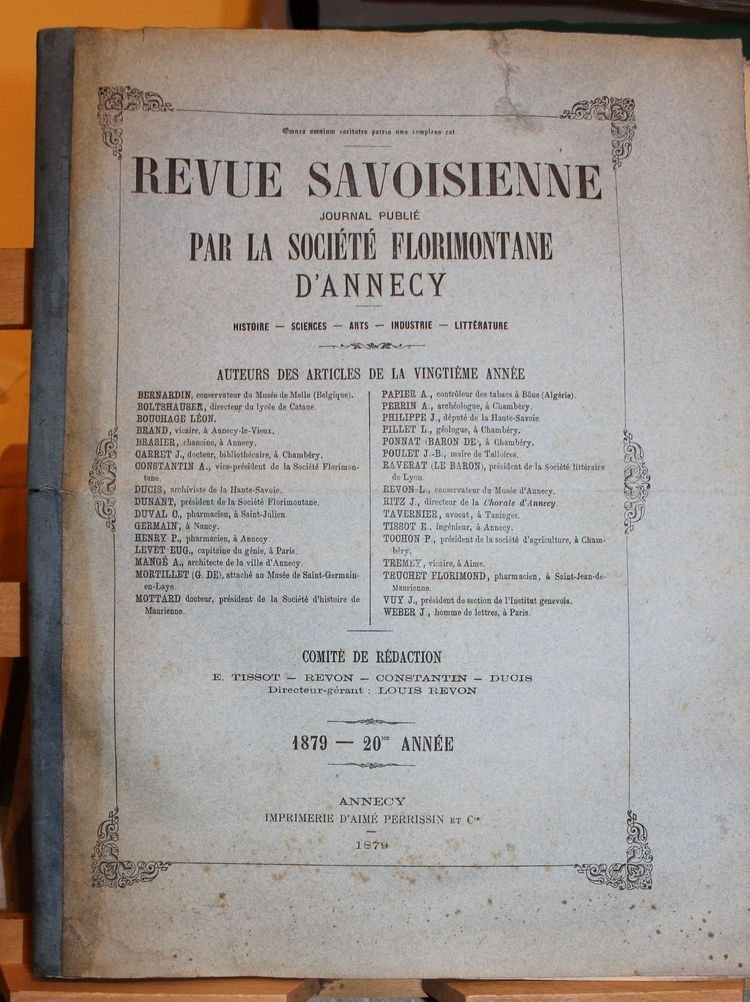 Omnes omnium caritates patria una complexa est
REVUE SAVOISIENNE
JOURNAL PUBLIÉ
PAR LA SOCIÉTÉ FLORIMONTANE
D'ANNECY
HISTOIRE — SCIENCES — ARTS — INDUSTRIE — LITTÉRATURE
AUTEURS DES ARTICLES DE LA VINGTIÈME ANNÉE
BERNARDIN, conservateur du Musée de Melle (Belgique).
BOLTSHAUSER, directeur du lycée de Catane.
BOUCHAGE LÉON.
BRAND, vicaire, à Annecy-le-Vieux.
BRASIER, chanoine, à Annecy.
CARRET J., docteur, bibliothécaire, à Chambéry.
CONSTANTIN A., vice-président de la Société Florimon-
tane.
DUCIS, archiviste de la Haute-Savoie.
DUNANT, président de la Société Florimontane.
DUVAL C., pharmacien, à Saint-Julien.
GERMAIN, à Nancy.
HENRY P., pharmacien, à Annecy.
LEVET EUG., capitaine du génie, à Paris.
MANGÉ A., architecte de la ville d'Annecy.
MORTILLET (G. DE), attaché au Musée de Saint-Germain-
en-Laye.
MOTTARD docteur, président de la Société d'histoire de
Maurienne.
PAPIER A., contrôleur des tabacs à Bône (Algérie).
PERRIN A., archéologue, à Chambéry.
PHILIPPE J., député de la Haute-Savoie
PILLET L., géologue, à Chambéry.
PONNAT (BARON DE), à Chambéry.
POULET J.-B., maire de Talloires.
RAVERAT (LE BARON), président de la Société littéraire
de Lyon.
REVON L., conservateur du Musée d'Annecy.
RITZ J., directeur de la Chorale d'Annecy.
TAVERNIER, avocat, à Taninges.
TISSOT E., ingénieur, à Annecy.
TOCHON P., président de la société d'agriculture, à Cham-
béry.
TREMEY, vicaire, à Aime.
TRUCHET FLORIMOND, pharmacien, à Saint-Jean-de-
Maurienne.
VUY J., président de section de l'Institut genevois.
WEBER J., homme de lettres, à Paris.
COMITÉ DE RÉDACTION
E. TISSOT — REVON — CONSTANTIN — DUCIS
Directeur-gérant : LOUIS REVON
1879 — 20me ANNÉE
ANNECY
IMPRIMERIE D'AIMÉ PERRISSIN ET Cie
1879